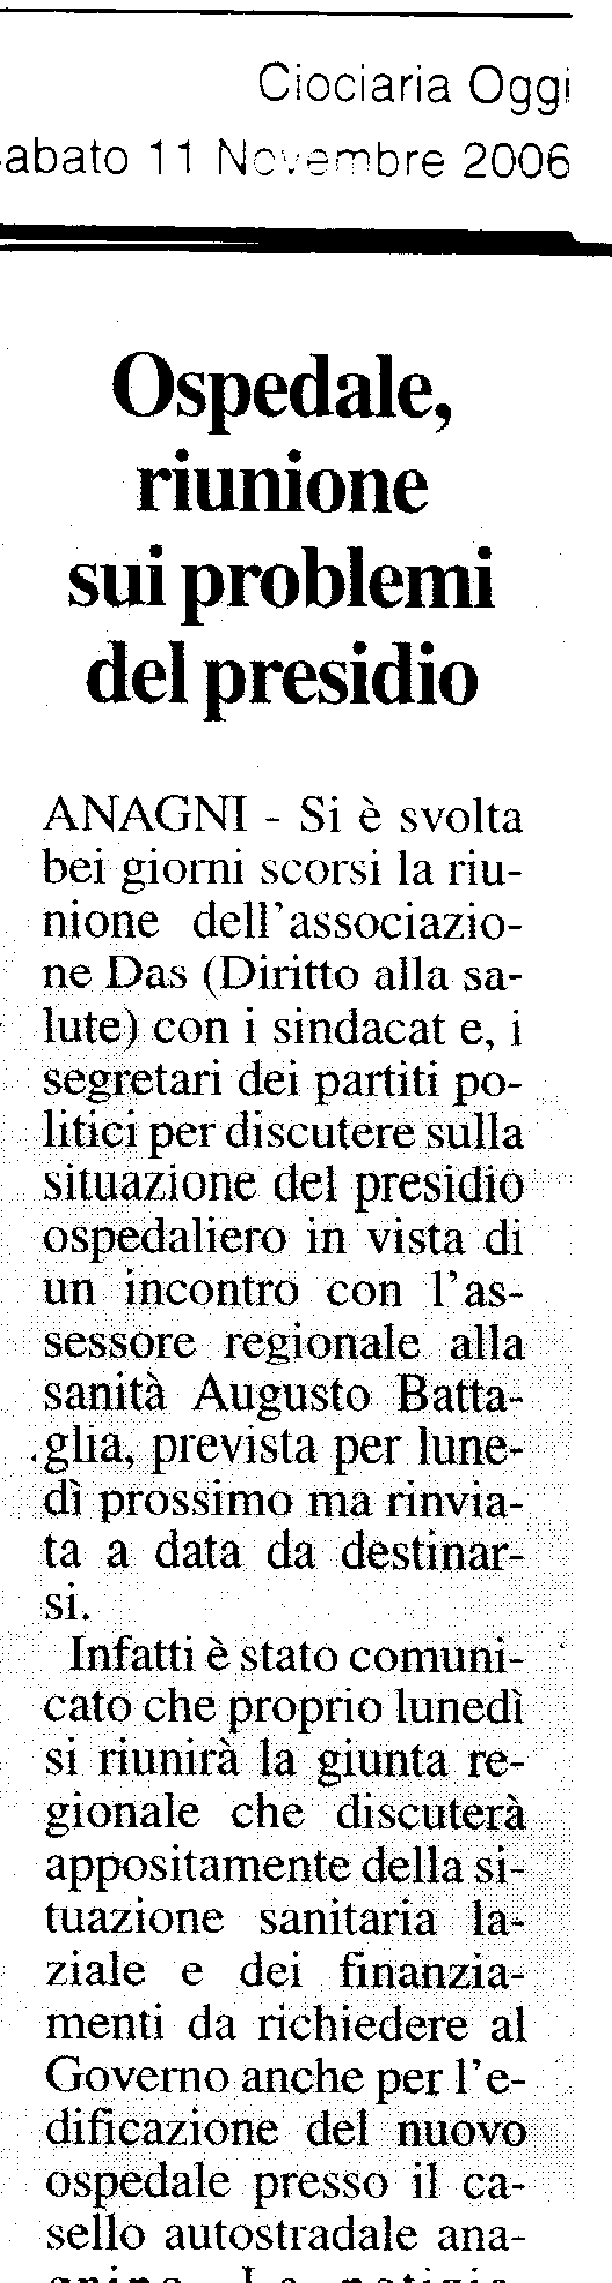 Ciociaria Oggi
abato 11 Novembre 2006
Ospedale,
riunione
sui problemi
del presidio
ANAGNI - Si è svolta
bei giorni scorsi la riu-
nione dell'associazio-
ne Das (Diritto alla sa-
lute) con i sindacat e, i
segretari dei partiti po-
litici per discutere sulla
situazione del presidio
ospedaliero in vista di
un incontro con l'as-
sessore regionale alla
sanità Augusto Batta-
glia, prevista per lune-
dì prossimo ma rinvia-
ta a data da destinar-
si.
Infatti è stato comuni-
cato che proprio lunedì
si riunirà la giunta re-
gionale che discuterà
appositamente della si-
tuazione sanitaria la-
ziale e dei finanzia-
menti da richiedere al
Governo anche per l'e-
dificazione del nuovo
ospedale presso il ca-
sello autostradale ana-